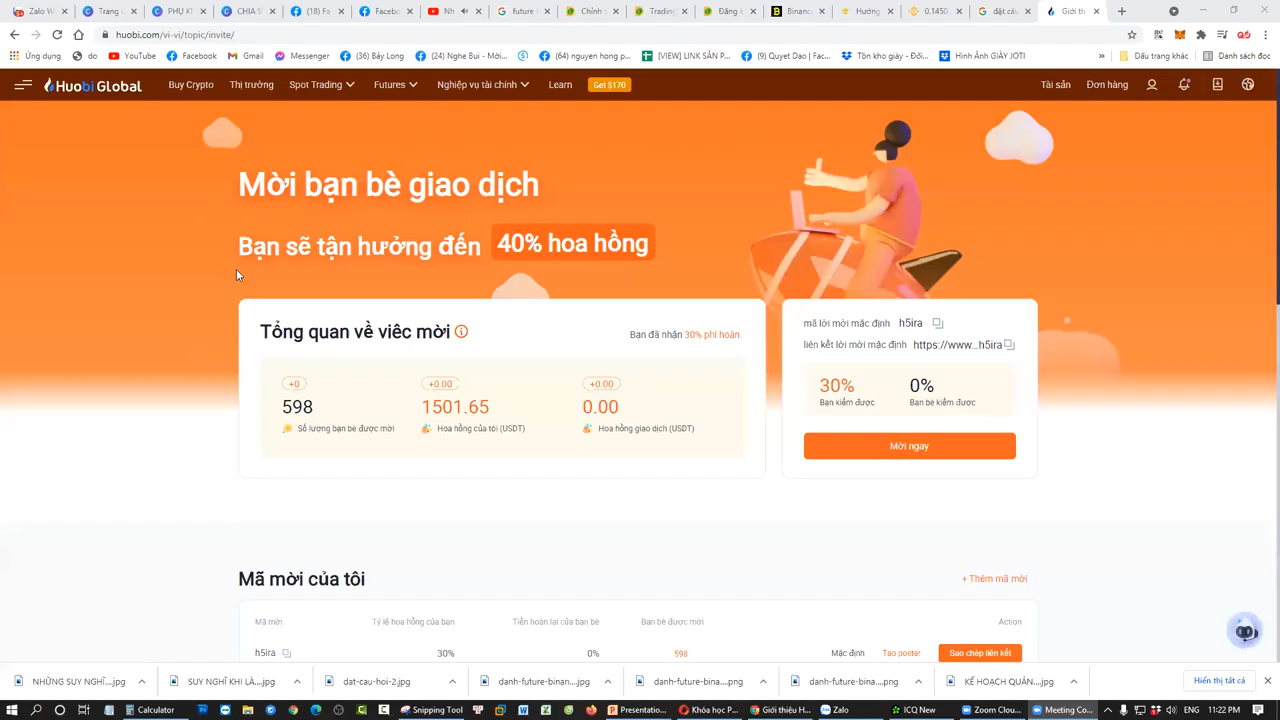 Zalo W
Trang c
PHỤ KI
CHIA S
(18) Fa
Facebo
Nh
future l
Chính s
Trading
Đăng k
Binance
Hướng
0.1450.
đặt câu
Giới th
huobi.com/vi-vi/topic/invite/
Ứng dụng
YouTube
Facebook
Gmail
Messenger
(36) Bảy Long
(24) Nghe Bui - Mời...
(64) nguyen hong p...
[VIEW] LINK SẢN P...
(9) Quyet Dao | Fac...
Tồn kho giày - Đối...
Hình Ảnh GIÀY JOTI
»
Dấu trang khác
Danh sách đọc
Huobi Global
Buy Crypto
Thị trường
Spot Trading
Futures
Nghiệp vụ tài chính
Learn
Get $170
Tài sản
Đơn hàng
Mời bạn bè giao dịch
Bạn sẽ tận hưởng đến 40% hoa hồng
Tổng quan về việc mời
Bạn đã nhận 30% phí hoàn
+0
+0.00
+0.00
598
1501.65
0.00
Số lượng bạn bè được mời
Hoa hồng của tôi (USDT)
Hoa hồng giao dịch (USDT)
mã lời mời mặc định h5ira
liên kết lời mời mặc định https://www...h5ira
30%
0%
Bạn kiếm được
Bạn bè kiếm được
Mời ngay
Mã mời của tôi
+ Thêm mã mời
Mã mời
Tỷ lệ hoa hồng của bạn
Tiền hoàn lại của bạn bè
Bạn bè được mời
Action
h5ira
30%
0%
598
Mặc định
Tạo poster
Sao chép liên kết
NHỮNG SUY NGHĨ....jpg
SUY NGHĨ KHI LÀ....jpg
dat-cau-hoi-2.jpg
danh-future-binan....jpg
danh-future-bina....png
danh-future-bina....png
KẾ HOẠCH QUẢN....jpg
Hiển thị tất cả
Calculator
Snipping Tool
Presentatio...
Khóa học P...
Giới thiệu H...
Zalo
ICQ New
Zoom Clou...
Meeting Co...
11:22 PM